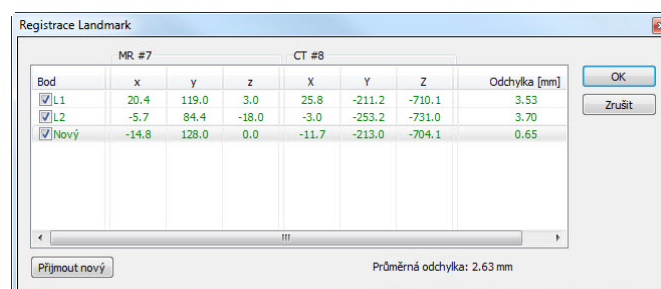 Registrace Landmark
MR #7 CT #8
Bod x y z X Y Z Odchylka [mm]
L1 20.4 119.0 3.0 25.8 -211.2 -710.1 3.53
L2 -5.7 84.4 -18.0 -3.0 -253.2 -731.0 3.70
Nový -14.8 128.0 0.0 -11.7 -213.0 -704.1 0.65
OK
Zrušit
Přijmout nový
Průměrná odchylka: 2.63 mm